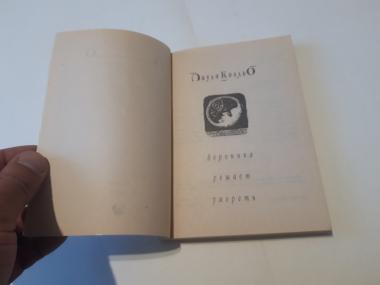 Пауло Коэльо
Вероника
решает
умереть